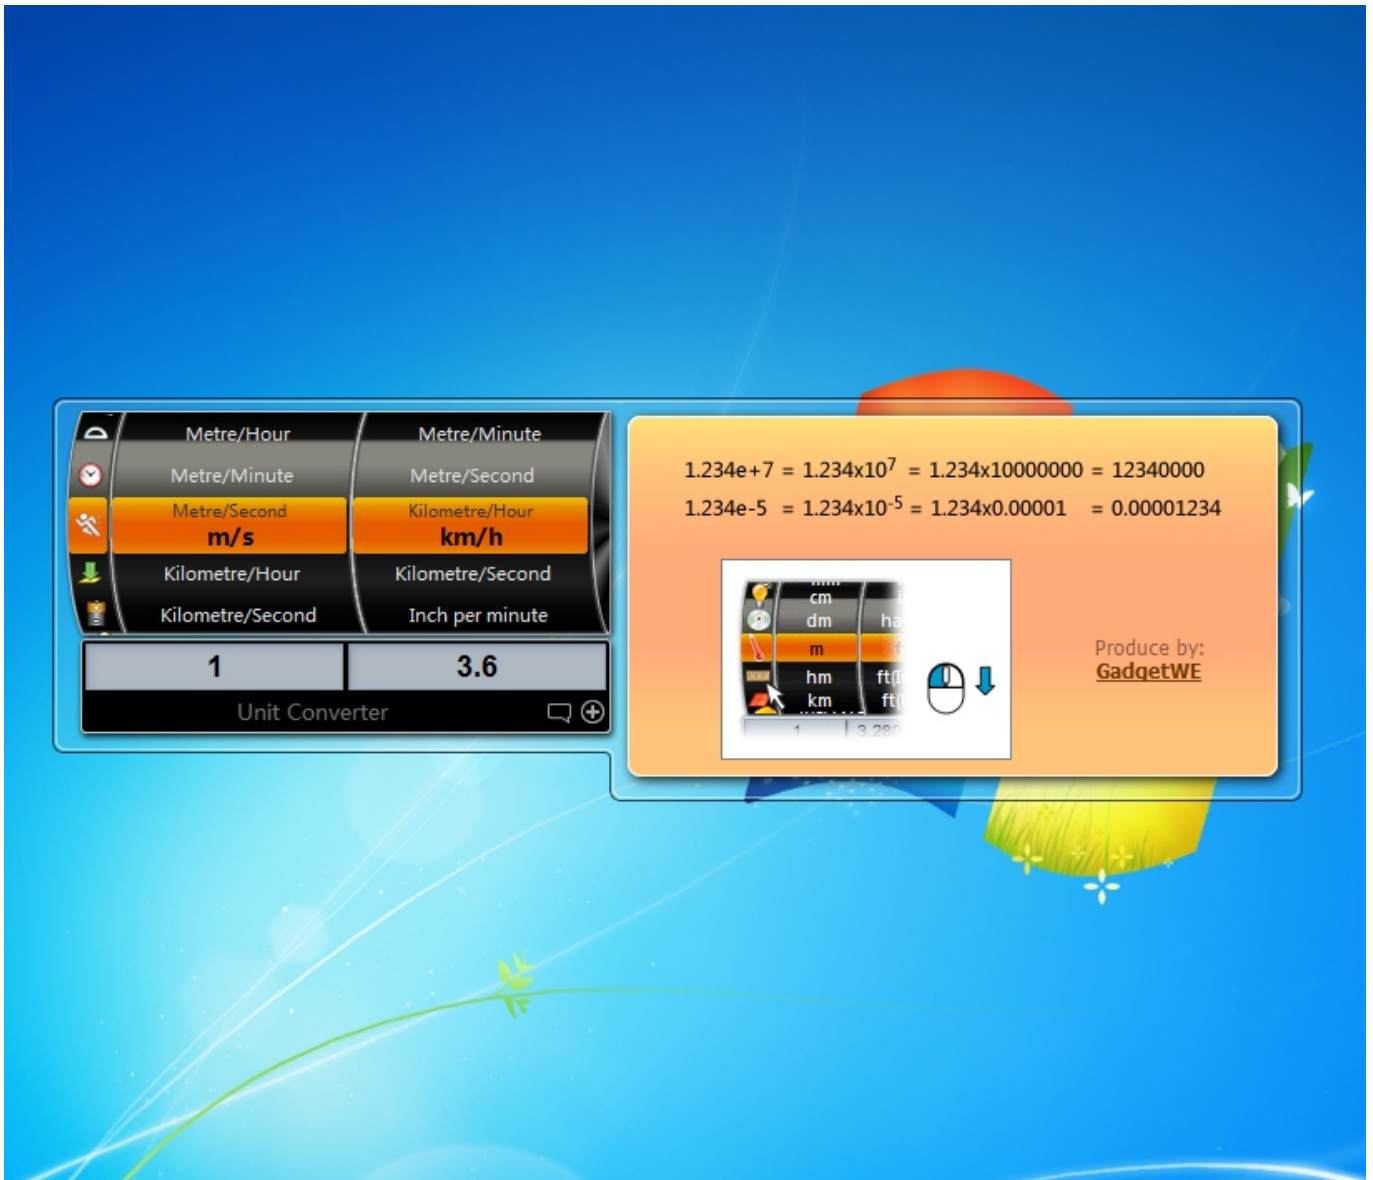 Metre/Hour Metre/Minute
Metre/Minute Metre/Second
Metre/Second Kilometre/Hour
m/s km/h
Kilometre/Hour Kilometre/Second
Kilometre/Second Inch per minute
1 3.6
Unit Converter
1.234e+7 = 1.234x10⁷ = 1.234x10000000 = 12340000
1.234e-5 = 1.234x10⁻⁵ = 1.234x0.00001 = 0.00001234
cm
dm
m
hm
km
1
Produce by:
GadgetWE